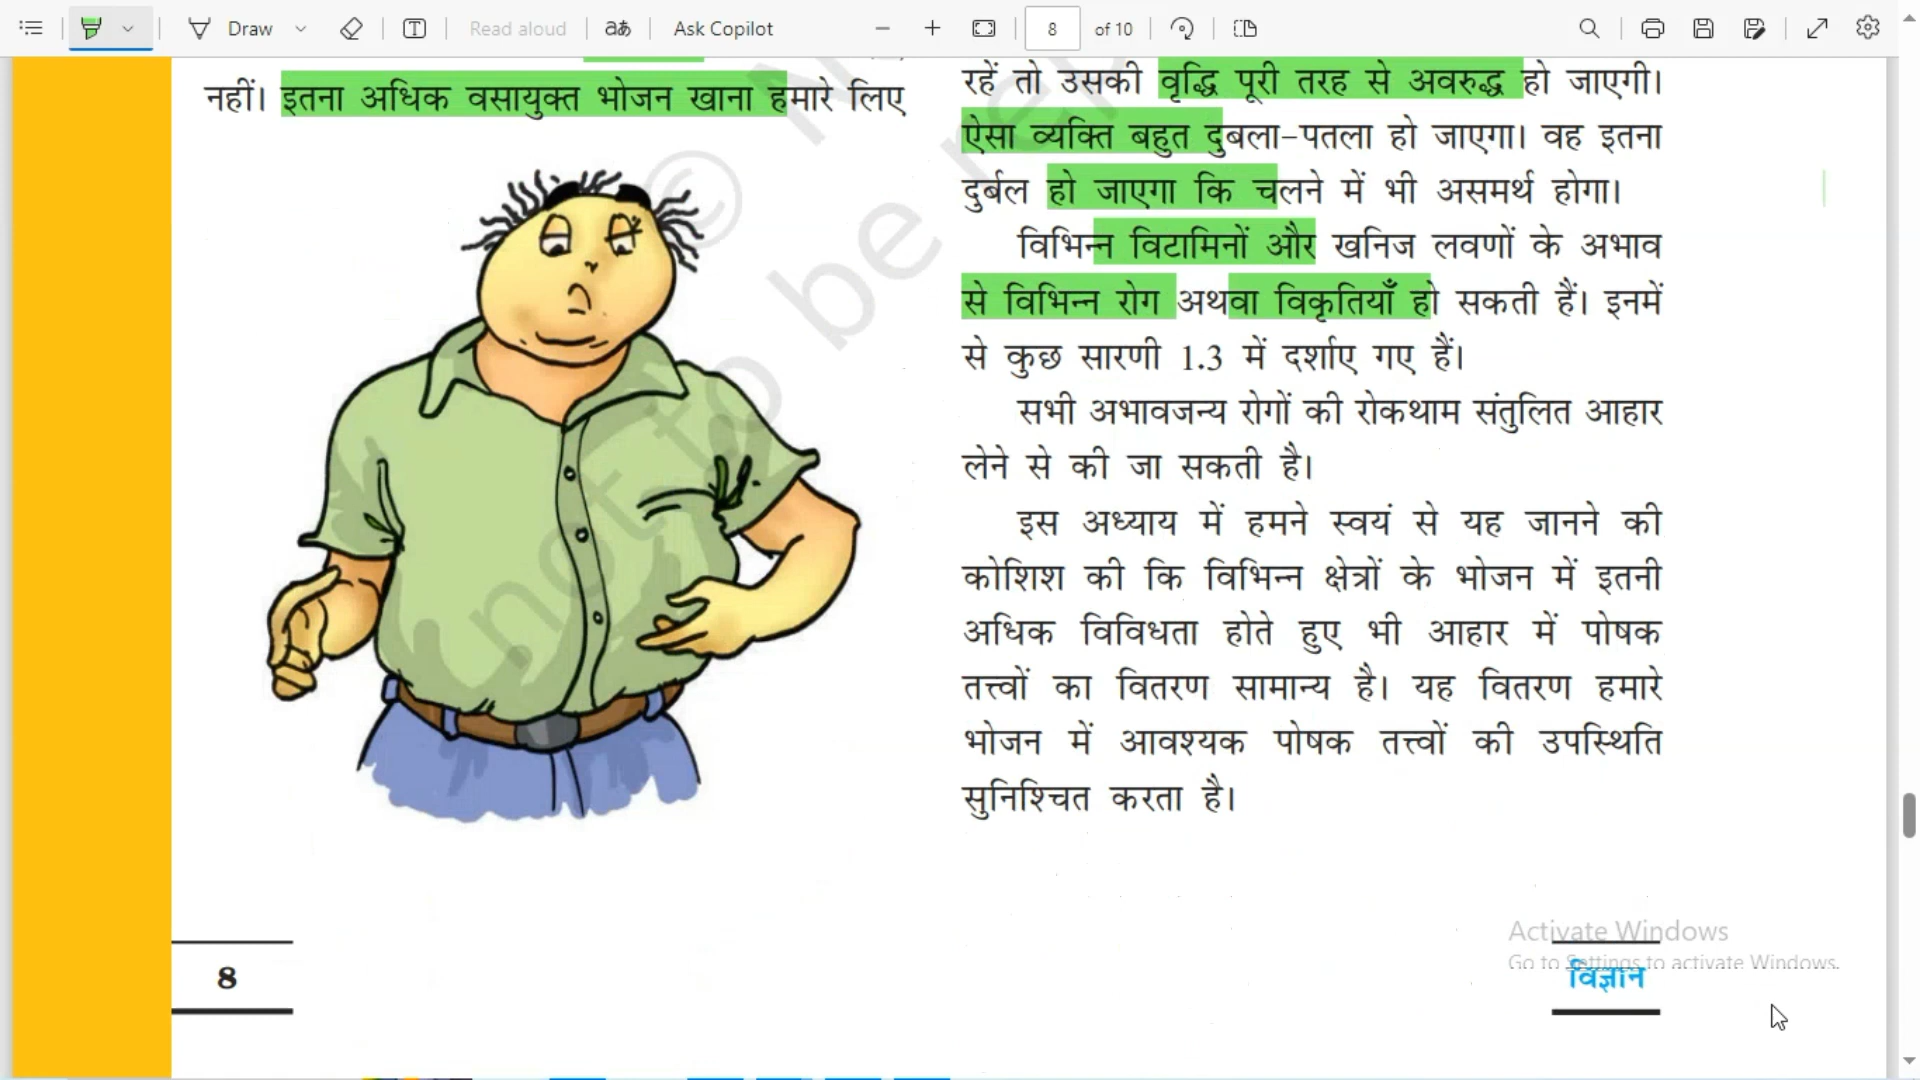 Draw
Read aloud
Ask Copilot
8
of 10
नहीं। इतना अधिक वसायुक्त भोजन खाना हमारे लिए
रहें तो उसकी वृद्धि पूरी तरह से अवरुद्ध हो जाएगी।
ऐसा व्यक्ति बहुत दुबला-पतला हो जाएगा। वह इतना
दुर्बल हो जाएगा कि चलने में भी असमर्थ होगा।
विभिन्न विटामिनों और खनिज लवणों के अभाव
से विभिन्न रोग अथवा विकृतियाँ हो सकती हैं। इनमें
से कुछ सारणी 1.3 में दर्शाए गए हैं।
सभी अभावजन्य रोगों की रोकथाम संतुलित आहार
लेने से की जा सकती है।
इस अध्याय में हमने स्वयं से यह जानने की
कोशिश की कि विभिन्न क्षेत्रों के भोजन में इतनी
अधिक विविधता होते हुए भी आहार में पोषक
तत्त्वों का वितरण सामान्य है। यह वितरण हमारे
भोजन में आवश्यक पोषक तत्त्वों की उपस्थिति
सुनिश्चित करता है।
not to be re
8
Activate Windows
Go to Settings to activate Windows.
विज्ञान